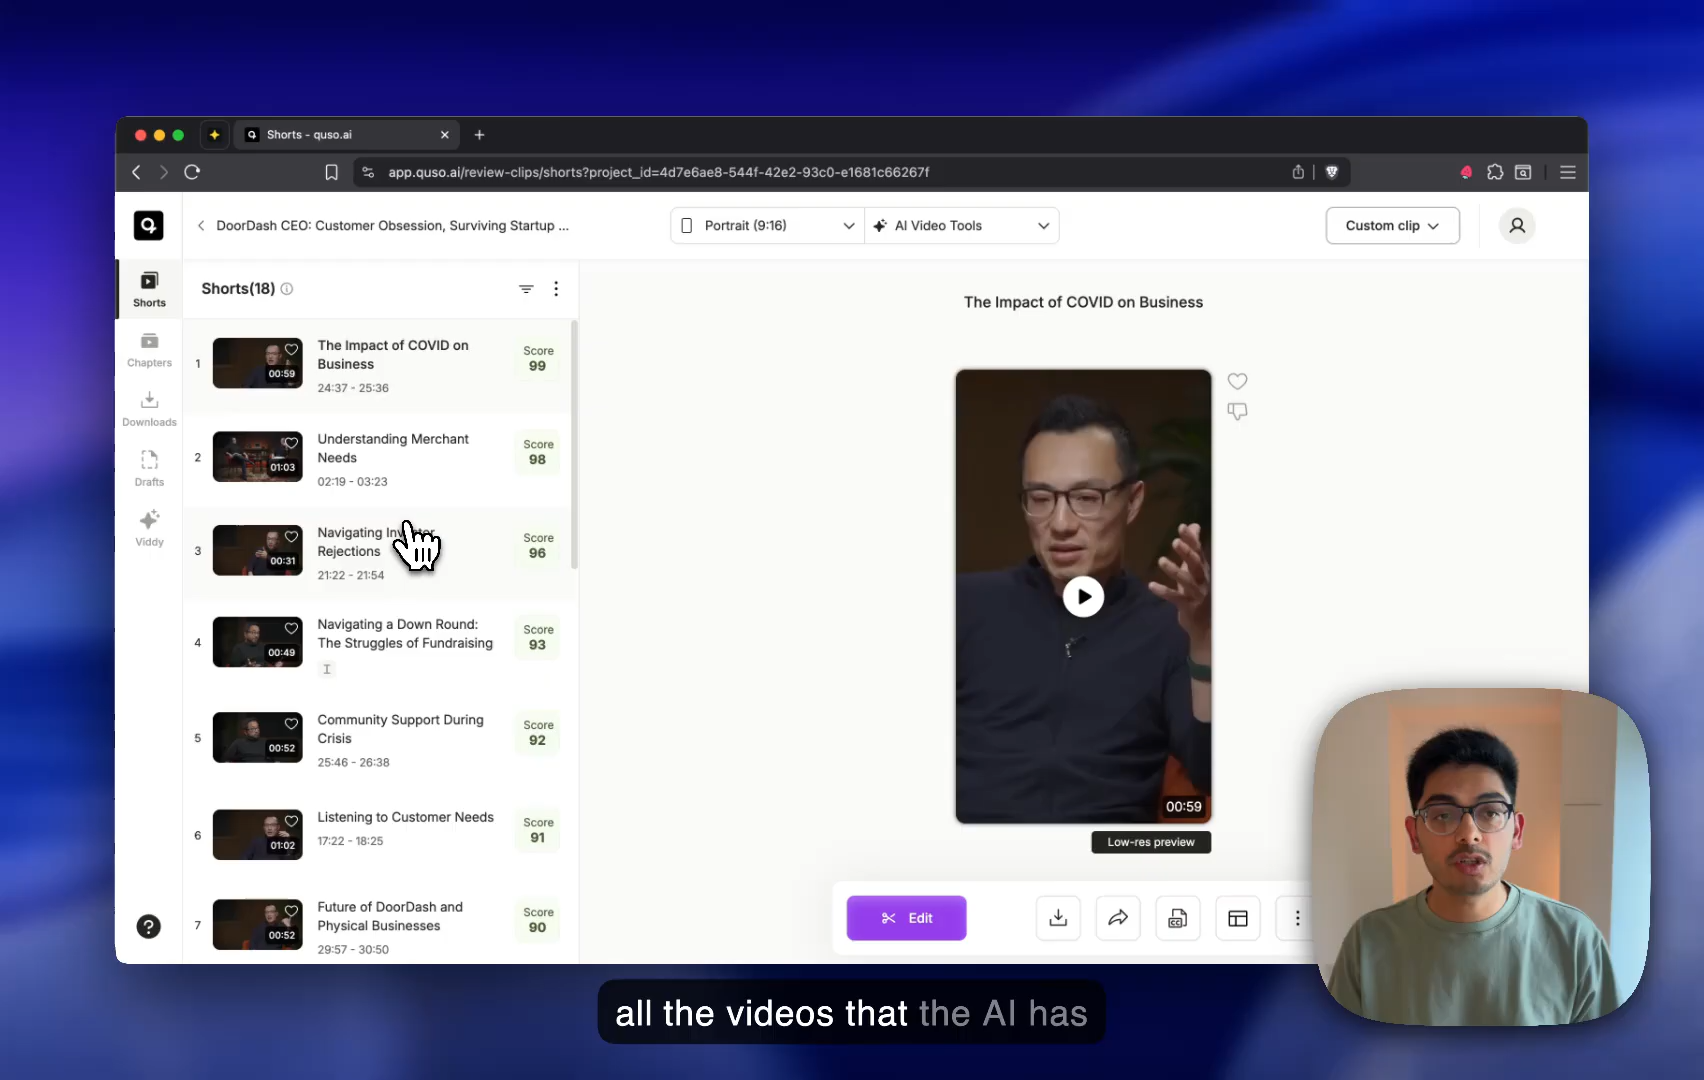 Shorts - quso.ai
app.quso.ai/review-clips/shorts?project_id=4d7e6ae8-544f-42e2-93c0-e1681c66267f
DoorDash CEO: Customer Obsession, Surviving Startup ...
Portrait (9:16)
AI Video Tools
Custom clip
Shorts
Chapters
Downloads
Drafts
Viddy
Shorts(18)
1
00:59
The Impact of COVID on
Business
24:37 - 25:36
Score
99
2
01:03
Understanding Merchant
Needs
02:19 - 03:23
Score
98
3
00:31
Navigating
Rejections
21:22 - 21:54
Score
96
4
00:49
Navigating a Down Round:
The Struggles of Fundraising
Score
93
5
00:52
Community Support During
Crisis
25:46 - 26:38
Score
92
6
01:02
Listening to Customer Needs
17:22 - 18:25
Score
91
7
00:52
Future of DoorDash and
Physical Businesses
29:57 - 30:50
Score
90
The Impact of COVID on Business
00:59
Low-res preview
Edit
CC
all the videos that the AI has